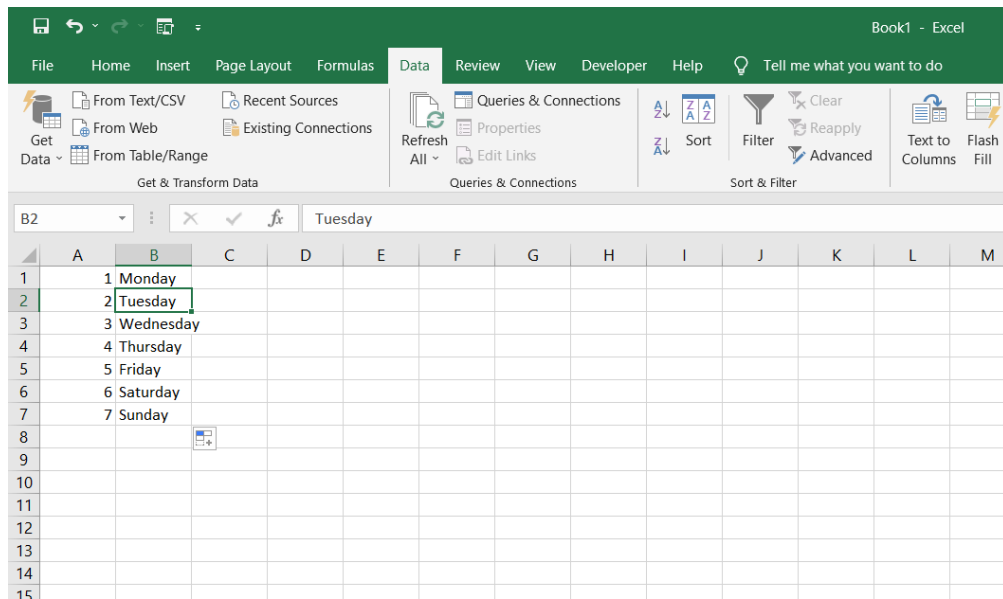 Book1 - Excel
File Home Insert Page Layout Formulas Data Review View Developer Help Tell me what you want to do
Get Data
From Text/CSV
From Web
From Table/Range
Recent Sources
Existing Connections
Get & Transform Data
Refresh All
Queries & Connections
Properties
Edit Links
Queries & Connections
Sort
Filter
Clear
Reapply
Advanced
Sort & Filter
Text to Columns
Flash Fill
B2 fx Tuesday
A B C D E F G H I J K L M
1 1 Monday
2 2 Tuesday
3 3 Wednesday
4 4 Thursday
5 5 Friday
6 6 Saturday
7 7 Sunday
8
9
10
11
12
13
14
15